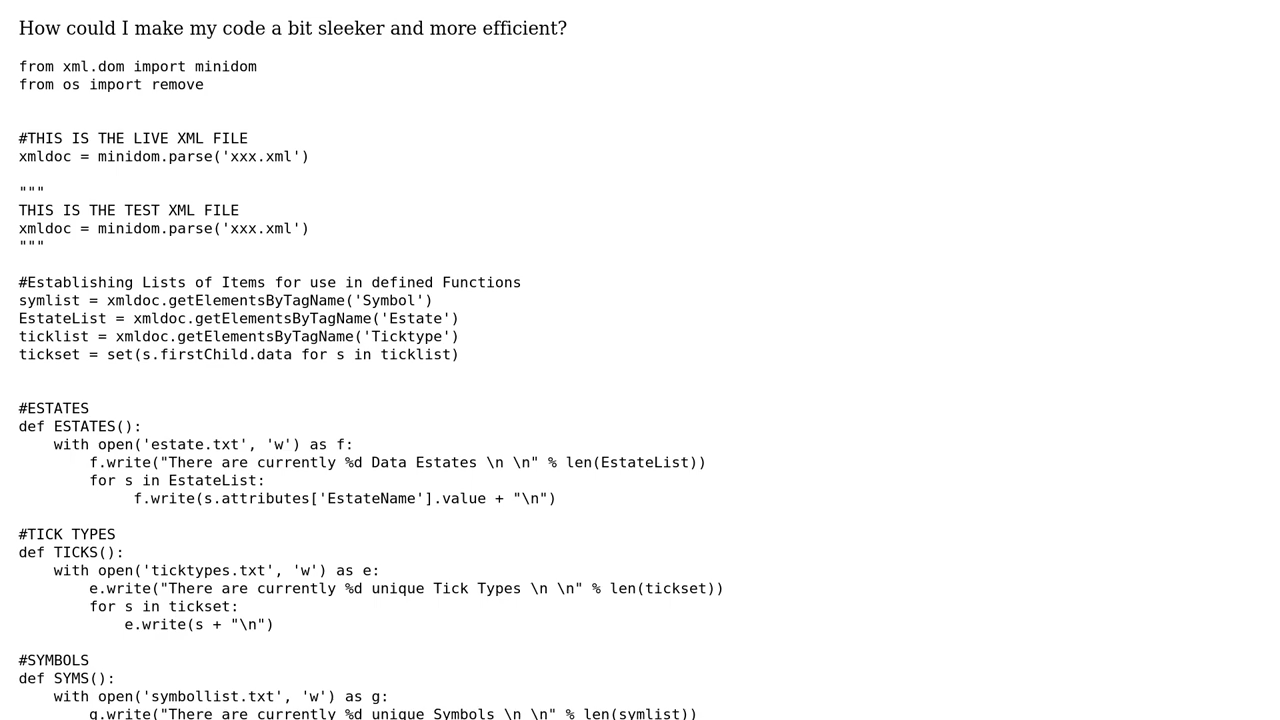 How could I make my code a bit sleeker and more efficient?
from xml.dom import minidom
from os import remove
#THIS IS THE LIVE XML FILE
xmldoc = minidom.parse('xxx.xml')
"""
THIS IS THE TEST XML FILE
xmldoc = minidom.parse('xxx.xml')
"""
#Establishing Lists of Items for use in defined Functions
symlist = xmldoc.getElementsByTagName('Symbol')
EstateList = xmldoc.getElementsByTagName('Estate')
ticklist = xmldoc.getElementsByTagName('Ticktype')
tickset = set(s.firstChild.data for s in ticklist)
#ESTATES
def ESTATES():
    with open('estate.txt', 'w') as f:
        f.write("There are currently %d Data Estates \n \n" % len(EstateList))
        for s in EstateList:
             f.write(s.attributes['EstateName'].value + "\n")
#TICK TYPES
def TICKS():
    with open('ticktypes.txt', 'w') as e:
        e.write("There are currently %d unique Tick Types \n \n" % len(tickset))
        for s in tickset:
            e.write(s + "\n")
#SYMBOLS
def SYMS():
    with open('symbollist.txt', 'w') as g:
        g.write("There are currently %d unique Symbols \n \n" % len(symlist))